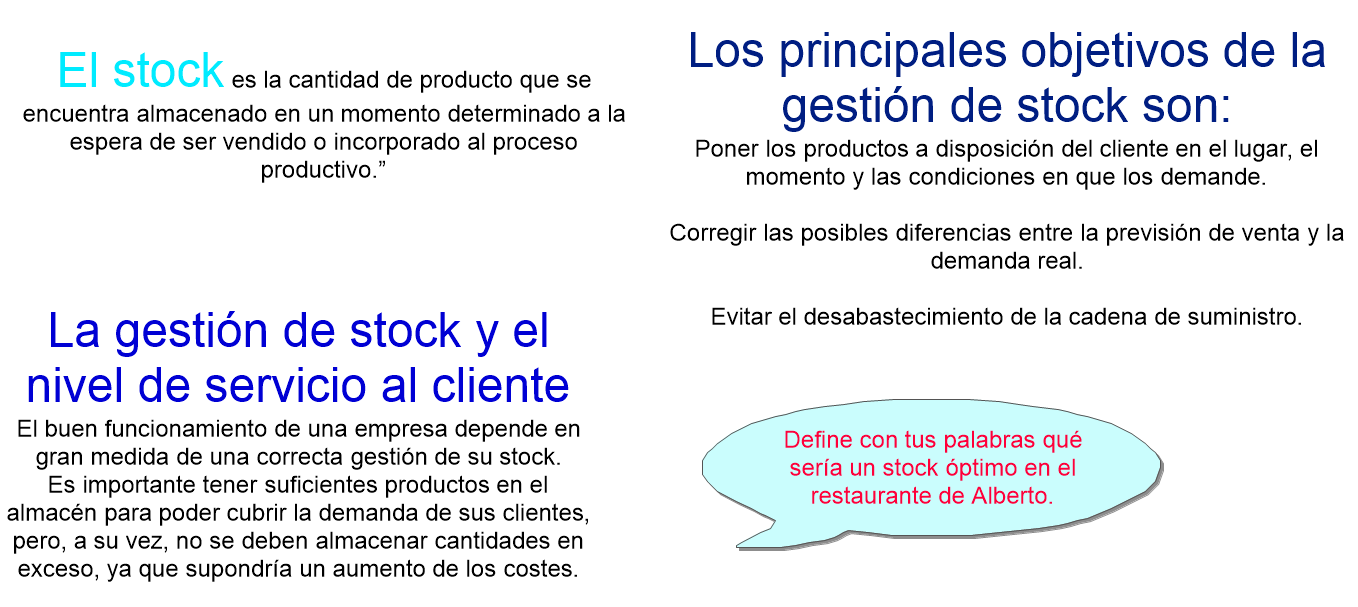 El stock es la cantidad de producto que se
encuentra almacenado en un momento determinado a la
espera de ser vendido o incorporado al proceso
productivo.”
La gestión de stock y el
nivel de servicio al cliente
El buen funcionamiento de una empresa depende en
gran medida de una correcta gestión de su stock.
Es importante tener suficientes productos en el
almacén para poder cubrir la demanda de sus clientes,
pero, a su vez, no se deben almacenar cantidades en
exceso, ya que supondría un aumento de los costes.
Los principales objetivos de la
gestión de stock son:
Poner los productos a disposición del cliente en el lugar, el
momento y las condiciones en que los demande.
Corregir las posibles diferencias entre la previsión de venta y la
demanda real.
Evitar el desabastecimiento de la cadena de suministro.
Define con tus palabras qué
sería un stock óptimo en el
restaurante de Alberto.